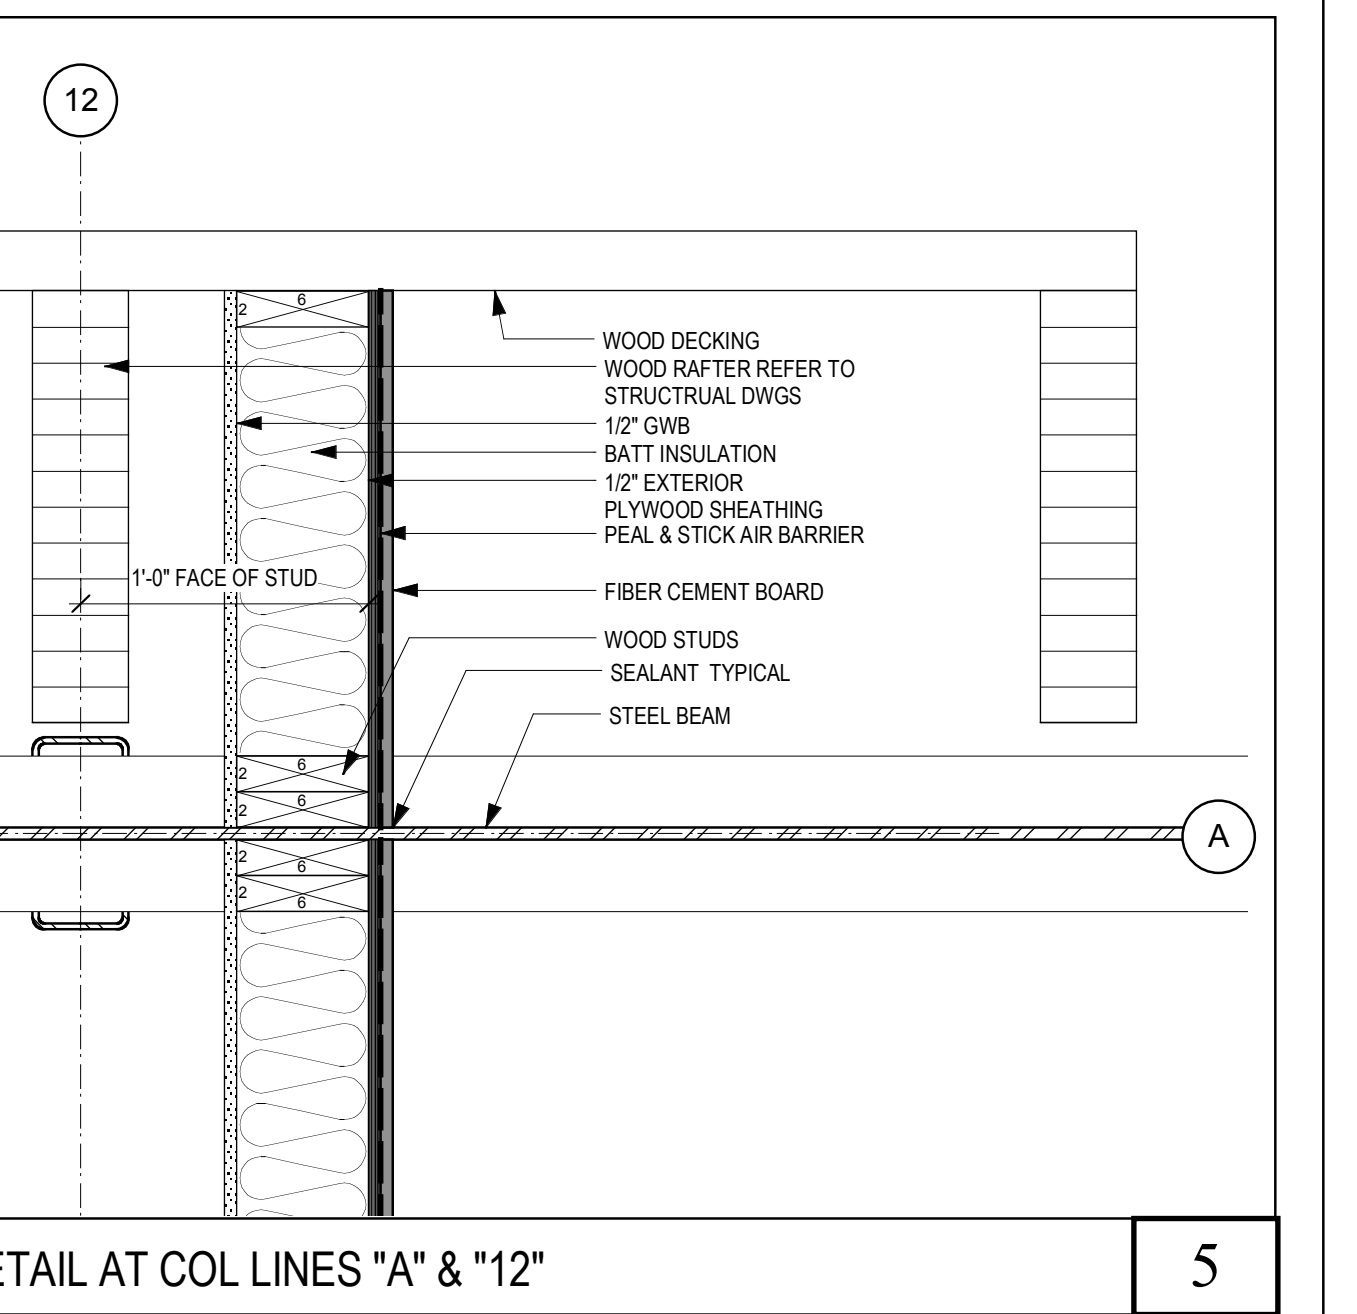 12
2 6
WOOD DECKING
WOOD RAFTER REFER TO
STRUCTRUAL DWGS
1/2" GWB
BATT INSULATION
1/2" EXTERIOR
PLYWOOD SHEATHING
PEAL & STICK AIR BARRIER
1'-0" FACE OF STUD
FIBER CEMENT BOARD
WOOD STUDS
SEALANT TYPICAL
STEEL BEAM
2 6
2 6
A
2 6
2 6
ETAIL AT COL LINES "A" & "12"
5